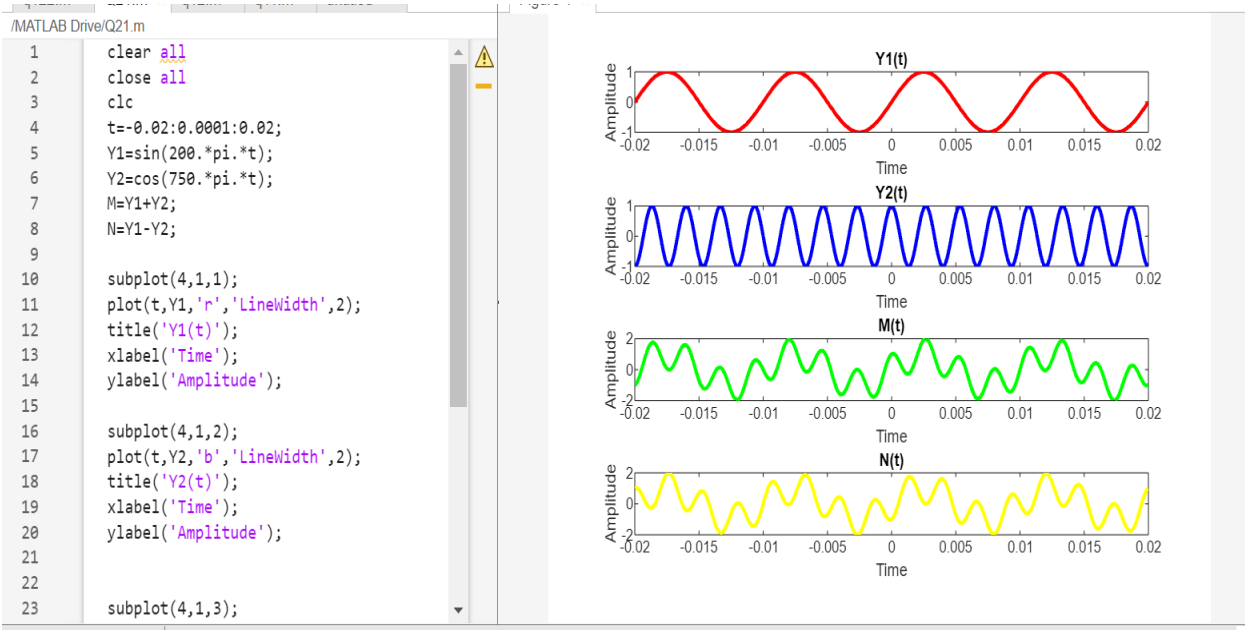 /MATLAB Drive/Q21.m
1 clear all
2 close all
3 clc
4 t=-0.02:0.0001:0.02;
5 Y1=sin(200.*pi.*t);
6 Y2=cos(750.*pi.*t);
7 M=Y1+Y2;
8 N=Y1-Y2;
9
10 subplot(4,1,1);
11 plot(t,Y1,'r','LineWidth',2);
12 title('Y1(t)');
13 xlabel('Time');
14 ylabel('Amplitude');
15
16 subplot(4,1,2);
17 plot(t,Y2,'b','LineWidth',2);
18 title('Y2(t)');
19 xlabel('Time');
20 ylabel('Amplitude');
21
22
23 subplot(4,1,3);
Y1(t)
Amplitude
1
0
-1
-0.02 -0.015 -0.01 -0.005 0 0.005 0.01 0.015 0.02
Time
Y2(t)
Amplitude
1
0
-1
-0.02 -0.015 -0.01 -0.005 0 0.005 0.01 0.015 0.02
Time
M(t)
Amplitude
2
0
-2
-0.02 -0.015 -0.01 -0.005 0 0.005 0.01 0.015 0.02
Time
N(t)
Amplitude
2
0
-2
-0.02 -0.015 -0.01 -0.005 0 0.005 0.01 0.015 0.02
Time